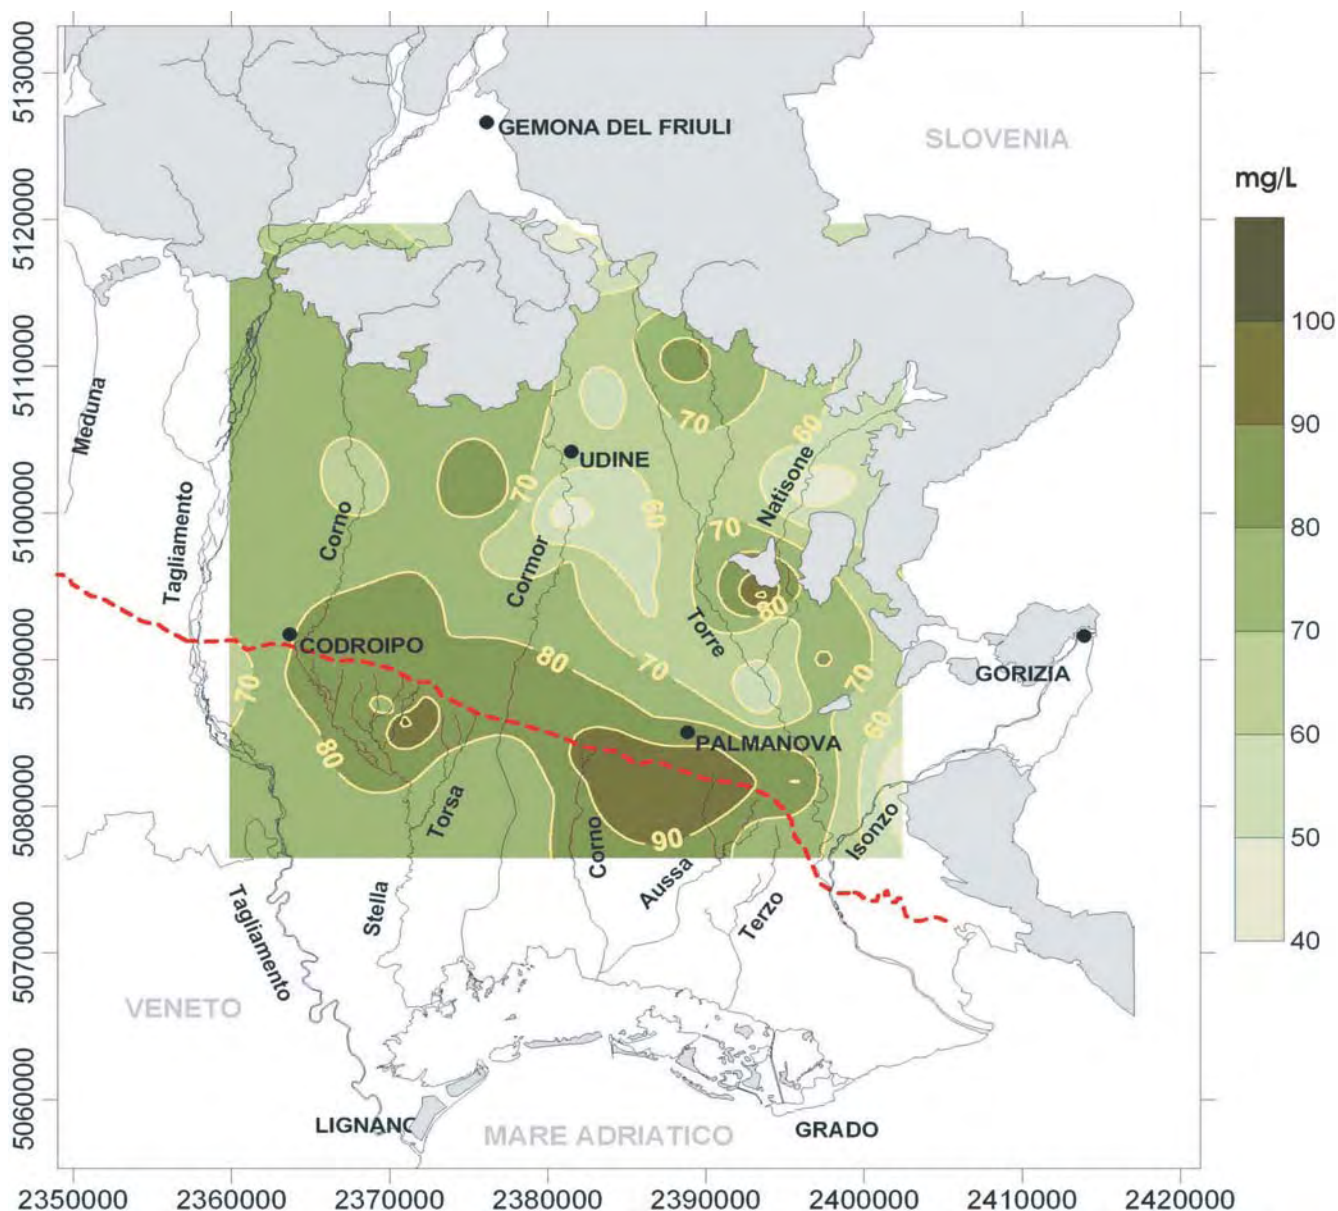 5130000
GEMONA DEL FRIULI
SLOVENIA
mg/L
5120000
100
5110000
90
70
60
Meduna
UDINE
80
Natisone
70
5100000
Tagliamento
Corno
60
70
70
Cormor
80
60
Torre
5090000
CODROIPO
80
70
70
GORIZIA
70
60
50
PALMANOVA
80
5080000
Torsa
90
Corno
Isonzo
40
Aussa
Stella
Terzo
Tagliamento
5070000
VENETO
5060000
LIGNANO
MARE ADRIATICO
GRADO
2350000 2360000 2370000 2380000 2390000 2400000 2410000 2420000